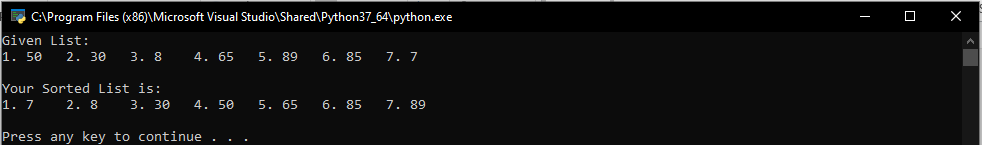 C:\Program Files (x86)\Microsoft Visual Studio\Shared\Python37_64\python.exe
Given List:
1. 50   2. 30   3. 8    4. 65   5. 89   6. 85   7. 7
Your Sorted List is:
1. 7    2. 8    3. 30   4. 50   5. 65   6. 85   7. 89
Press any key to continue . . .